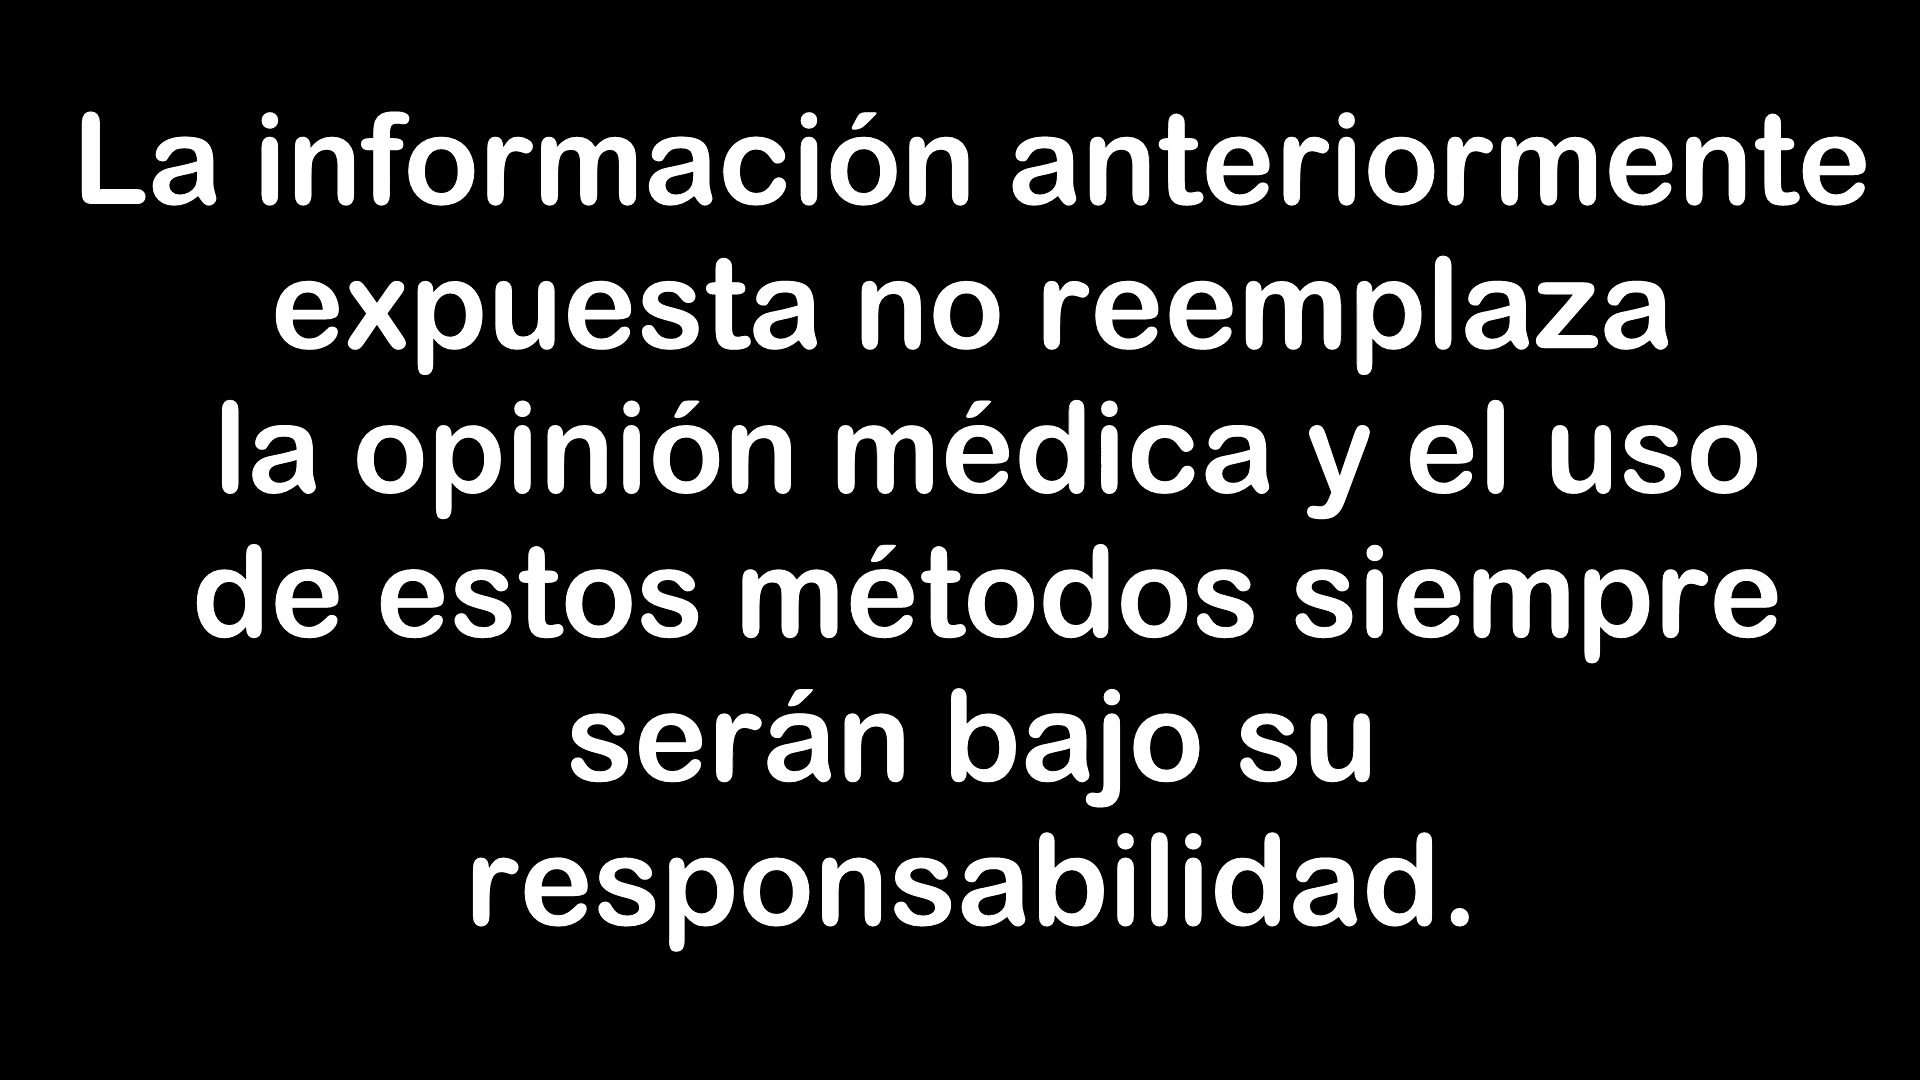 La información anteriormente
expuesta no reemplaza
la opinión médica y el uso
de estos métodos siempre
serán bajo su
responsabilidad.